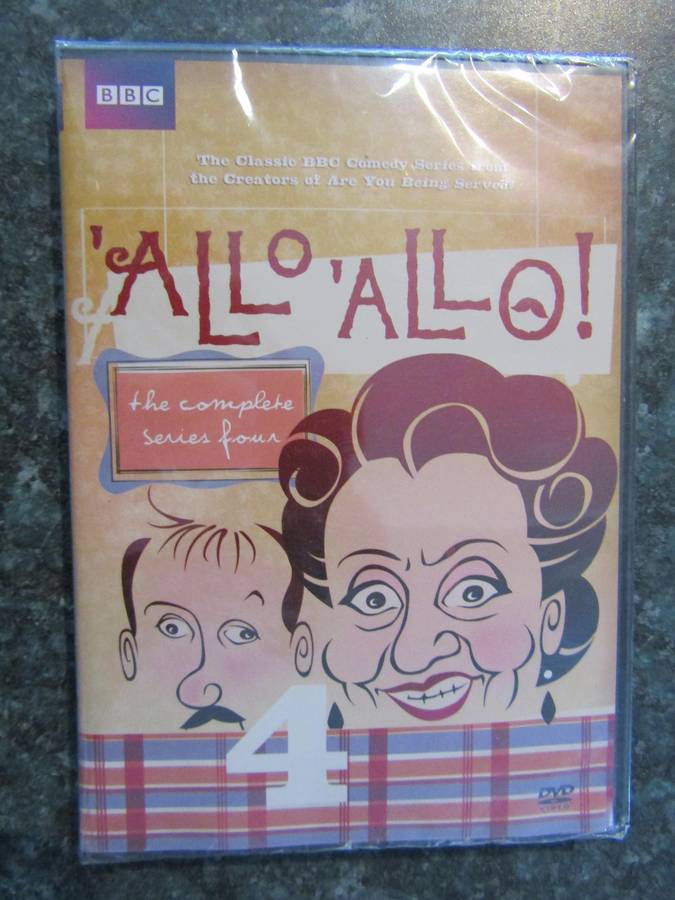 BBC
The Classic BBC Comedy Series from
the Creators of Are You Being Served?
'ALLO 'ALLO!
the complete
series four
4
DVD
VIDEO